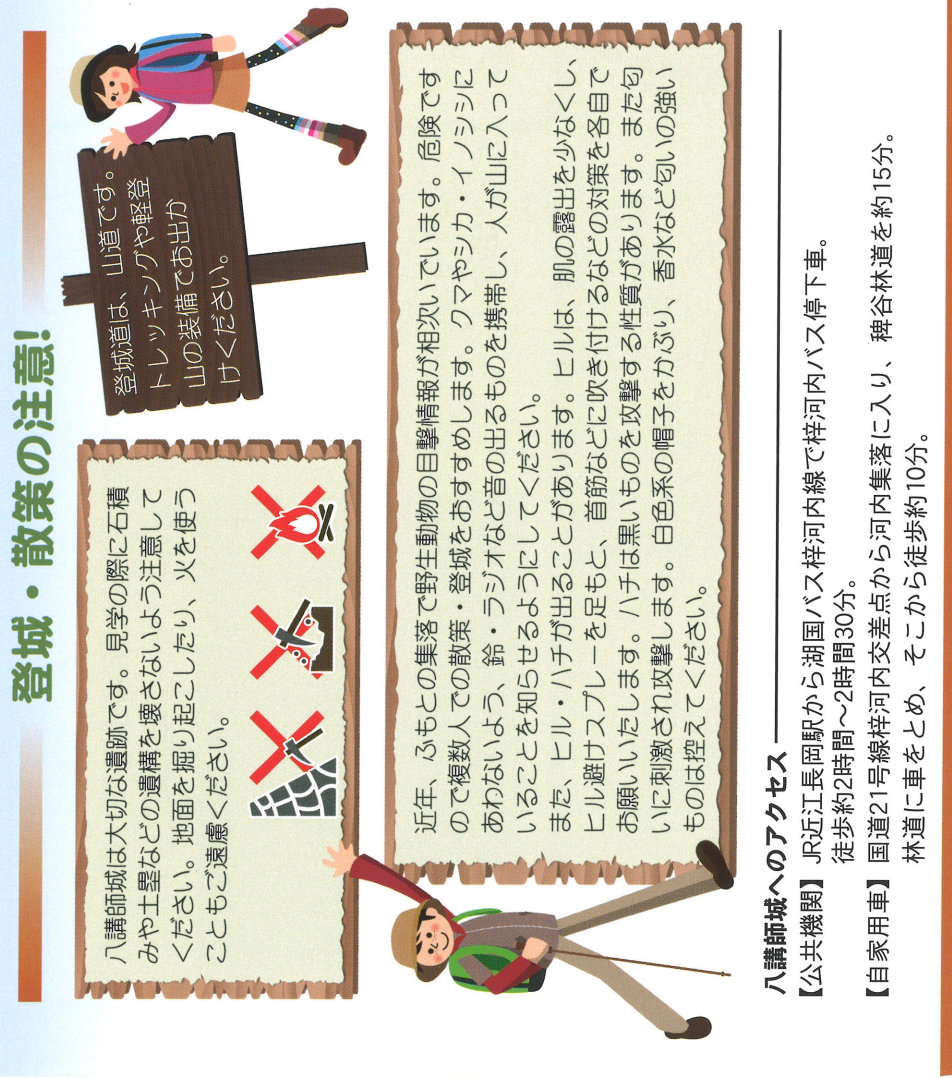 登城・散策の注意!
八講師城は大切な遺跡です。見学の際に石積
みや土塁などの遺構を壊さないよう注意して
ください。地面を掘り起こしたり、火を使う
こともご遠慮ください。
登城道は、山道です。
トレッキングや軽登
山の装備でお出か
けください。
近年、ふもとの集落で野生動物の目撃情報が相次いでいます。危険です
ので複数人での散策・登城をおすすめします。クマやシカ・イノシシに
あわないよう、鈴・ラジオなど音の出るものを携帯し、人が山に入って
いることを知らせるようにしてください。
また、ヒル・ハチが出ることがあります。ヒルは、肌の露出を少なくし、
ヒル避けスプレーを足もと、首筋などに吹き付けるなどの対策を各自で
お願いいたします。ハチは黒いものを攻撃する性質があります。また匂
いに刺激され攻撃します。白色系の帽子をかぶり、香水など匂いの強い
ものは控えてください。
八講師城へのアクセス
【公共機関】 JR近江長岡駅から湖国バス梓河内線で梓河内バス停下車。
徒歩約2時間〜2時間30分。
【自家用車】 国道21号線梓河内交差点から河内集落に入り、稗谷林道を約15分。
林道に車をとめ、そこから徒歩約10分。